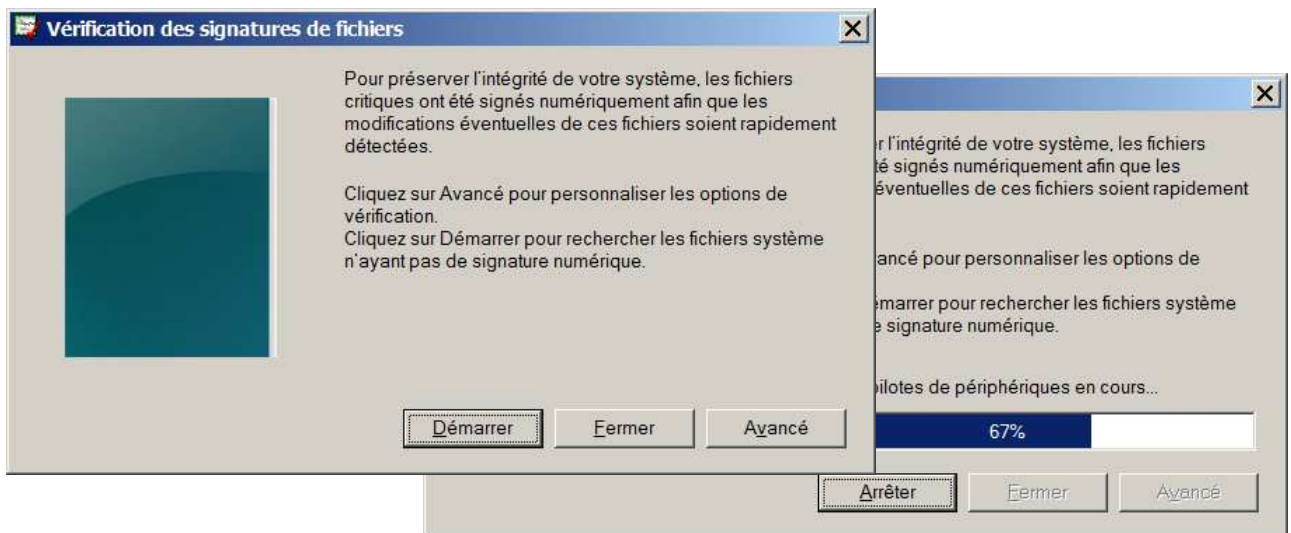 Vérification des signatures de fichiers
Pour préserver l'intégrité de votre système, les fichiers
critiques ont été signés numériquement afin que les
modifications éventuelles de ces fichiers soient rapidement
détectées.
Cliquez sur Avancé pour personnaliser les options de
vérification.
Cliquez sur Démarrer pour rechercher les fichiers système
n'ayant pas de signature numérique.
Démarrer
Fermer
Avancé
r l'intégrité de votre système, les fichiers
té signés numériquement afin que les
éventuelles de ces fichiers soient rapidement
ancé pour personnaliser les options de
émarrer pour rechercher les fichiers système
signature numérique.
pilotes de périphériques en cours...
67%
Arrêter
Fermer
Avancé